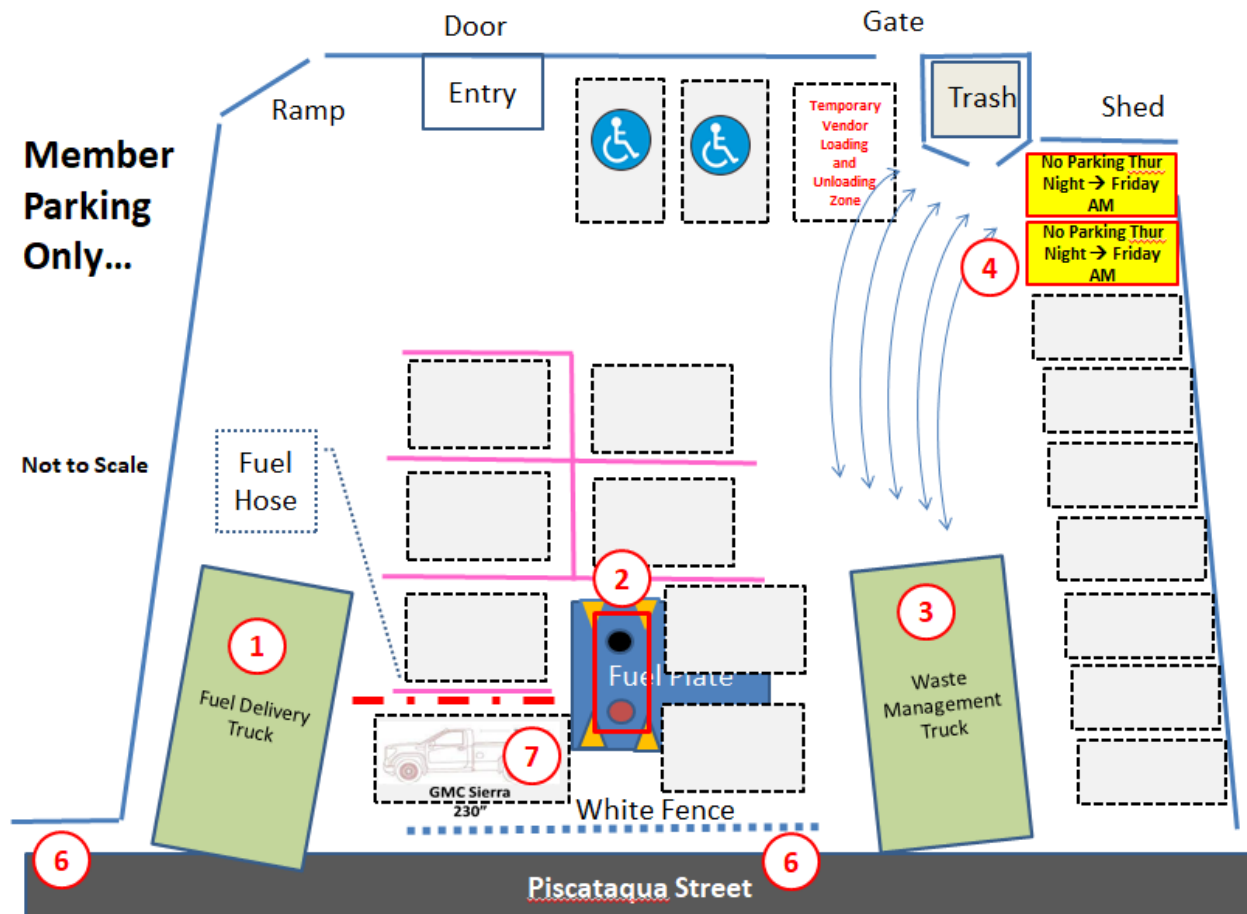 Door
Gate
Entry
Ramp
Trash
Shed
Temporary
Vendor
Loading
and
Unloading
Zone
Member
Parking
Only...
No Parking Thur
Night → Friday
AM
No Parking Thur
Night → Friday
AM
4
Not to Scale
Fuel
Hose
2
1
Fuel Delivery
Truck
3
Waste
Management
Truck
Fuel Plate
7
GMC Sierra
230”
White Fence
6
6
Piscataqua Street